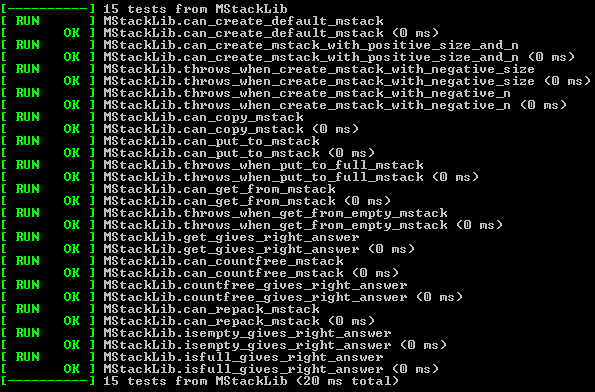 [----------] 15 tests from MStackLib
[ RUN      ] MStackLib.can_create_default_mstack
[       OK ] MStackLib.can_create_default_mstack (0 ms)
[ RUN      ] MStackLib.can_create_mstack_with_positive_size_and_n
[       OK ] MStackLib.can_create_mstack_with_positive_size_and_n (0 ms)
[ RUN      ] MStackLib.throws_when_create_mstack_with_negative_size
[       OK ] MStackLib.throws_when_create_mstack_with_negative_size (0 ms)
[ RUN      ] MStackLib.throws_when_create_mstack_with_negative_n
[       OK ] MStackLib.throws_when_create_mstack_with_negative_n (0 ms)
[ RUN      ] MStackLib.can_copy_mstack
[       OK ] MStackLib.can_copy_mstack (0 ms)
[ RUN      ] MStackLib.can_put_to_mstack
[       OK ] MStackLib.can_put_to_mstack (0 ms)
[ RUN      ] MStackLib.throws_when_put_to_full_mstack
[       OK ] MStackLib.throws_when_put_to_full_mstack (0 ms)
[ RUN      ] MStackLib.can_get_from_mstack
[       OK ] MStackLib.can_get_from_mstack (0 ms)
[ RUN      ] MStackLib.throws_when_get_from_empty_mstack
[       OK ] MStackLib.throws_when_get_from_empty_mstack (0 ms)
[ RUN      ] MStackLib.get_gives_right_answer
[       OK ] MStackLib.get_gives_right_answer (0 ms)
[ RUN      ] MStackLib.can_countfree_mstack
[       OK ] MStackLib.can_countfree_mstack (0 ms)
[ RUN      ] MStackLib.countfree_gives_right_answer
[       OK ] MStackLib.countfree_gives_right_answer (0 ms)
[ RUN      ] MStackLib.can_repack_mstack
[       OK ] MStackLib.can_repack_mstack (0 ms)
[ RUN      ] MStackLib.isempty_gives_right_answer
[       OK ] MStackLib.isempty_gives_right_answer (0 ms)
[ RUN      ] MStackLib.isfull_gives_right_answer
[       OK ] MStackLib.isfull_gives_right_answer (0 ms)
[----------] 15 tests from MStackLib (20 ms total)